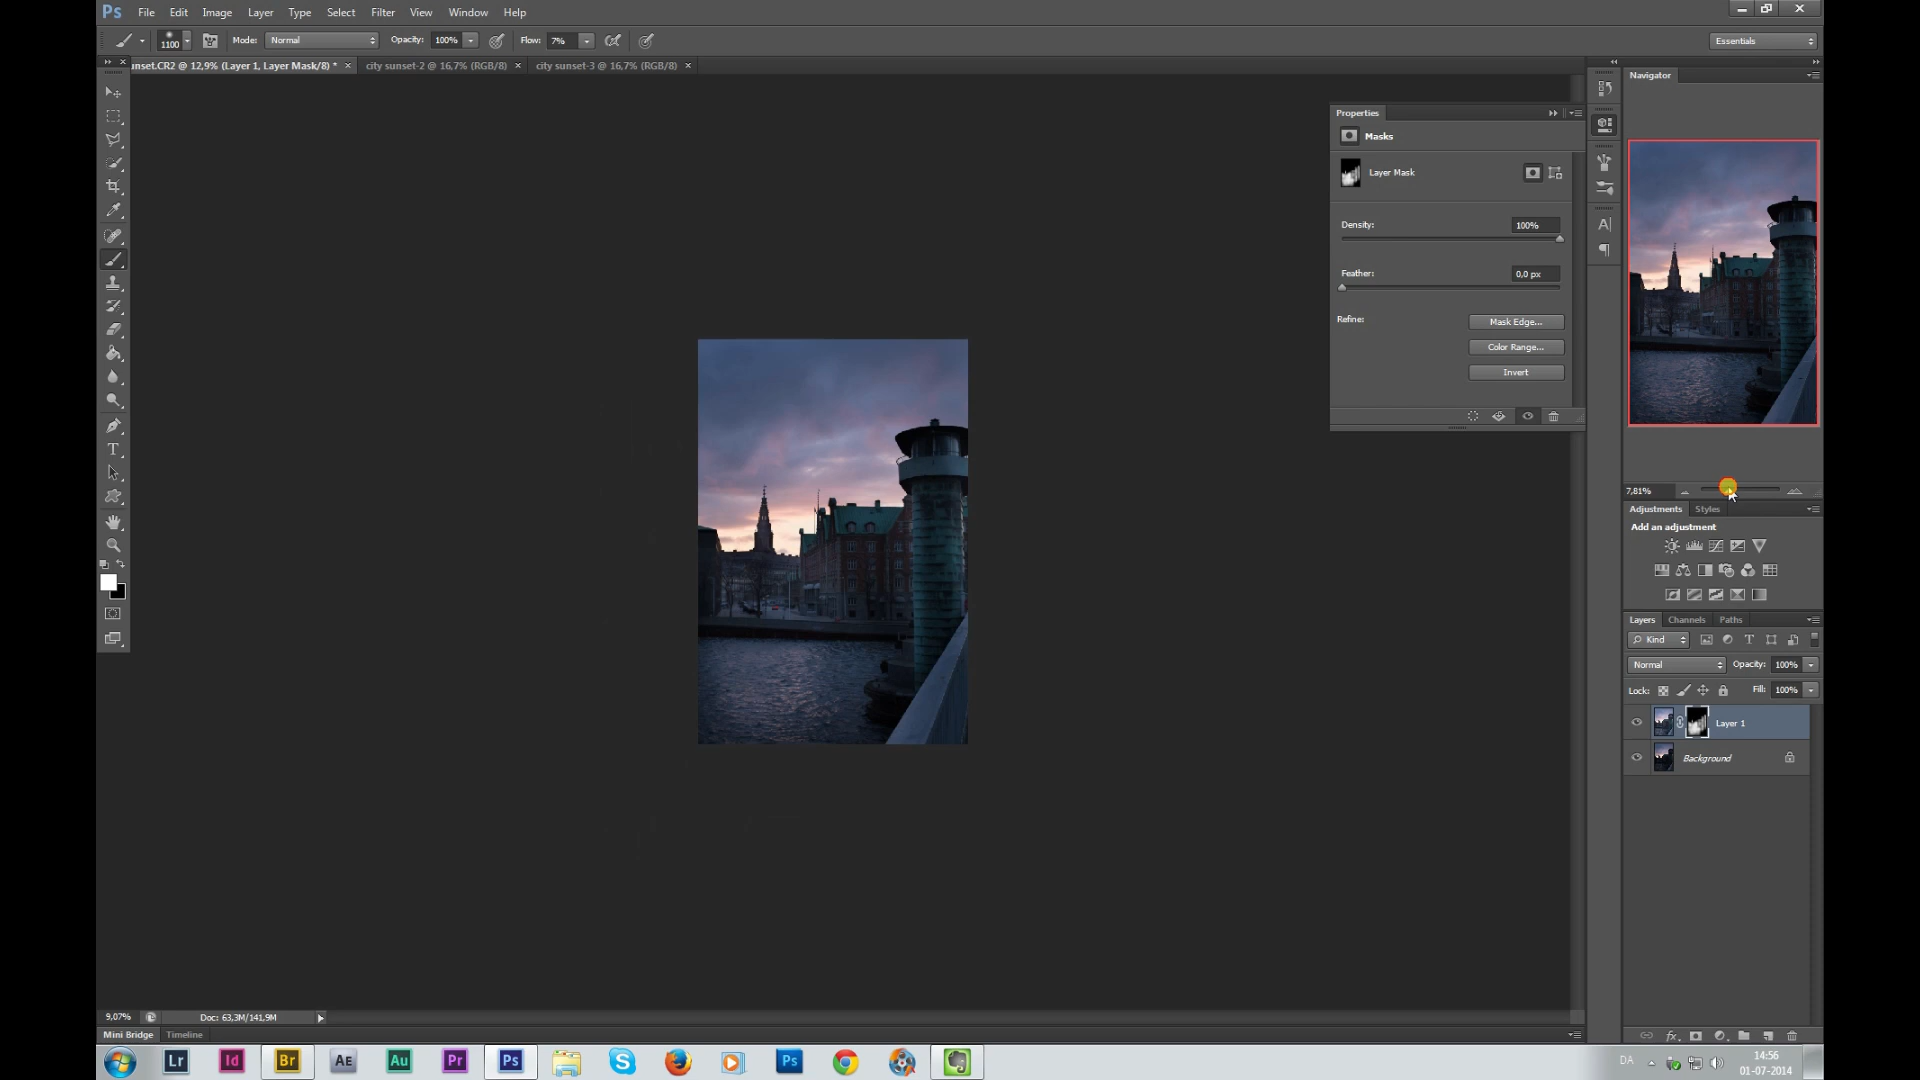 Ps File Edit Image Layer Type Select Filter View Window Help
1100 Mode: Normal Opacity: 100% Flow: 7% Essentials
unset.CR2 @ 12,9% (Layer 1, Layer Mask/8) * × city sunset-2 @ 16,7% (RGB/8) × city sunset-3 @ 16,7% (RGB/8) ×
Navigator
Properties
Masks
Layer Mask
Density: 100%
Feather: 0,0 px
Refine: Mask Edge...
Color Range...
Invert
7,81%
Adjustments Styles
Add an adjustment
Layers Channels Paths
Kind
Normal Opacity: 100%
Lock: Fill: 100%
Layer 1
Background
9,07% Doc: 63,3M/141,9M
Mini Bridge Timeline
Lr Id Br Ae Au Pr Ps Ps DA 14:56
01-07-2014